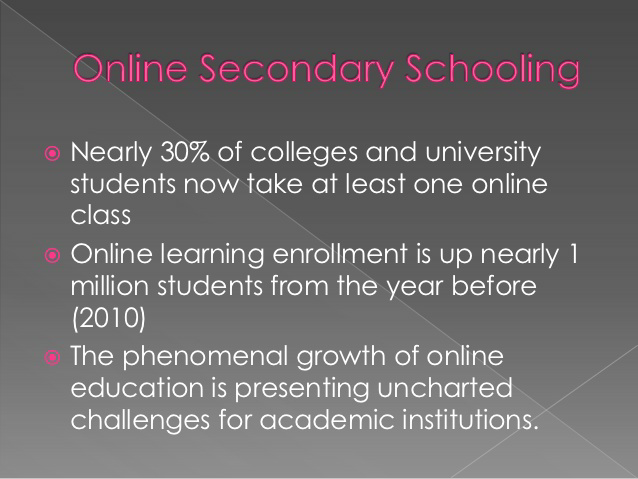 Online Secondary Schooling
Nearly 30% of colleges and university
students now take at least one online
class
Online learning enrollment is up nearly 1
million students from the year before
(2010)
The phenomenal growth of online
education is presenting uncharted
challenges for academic institutions.